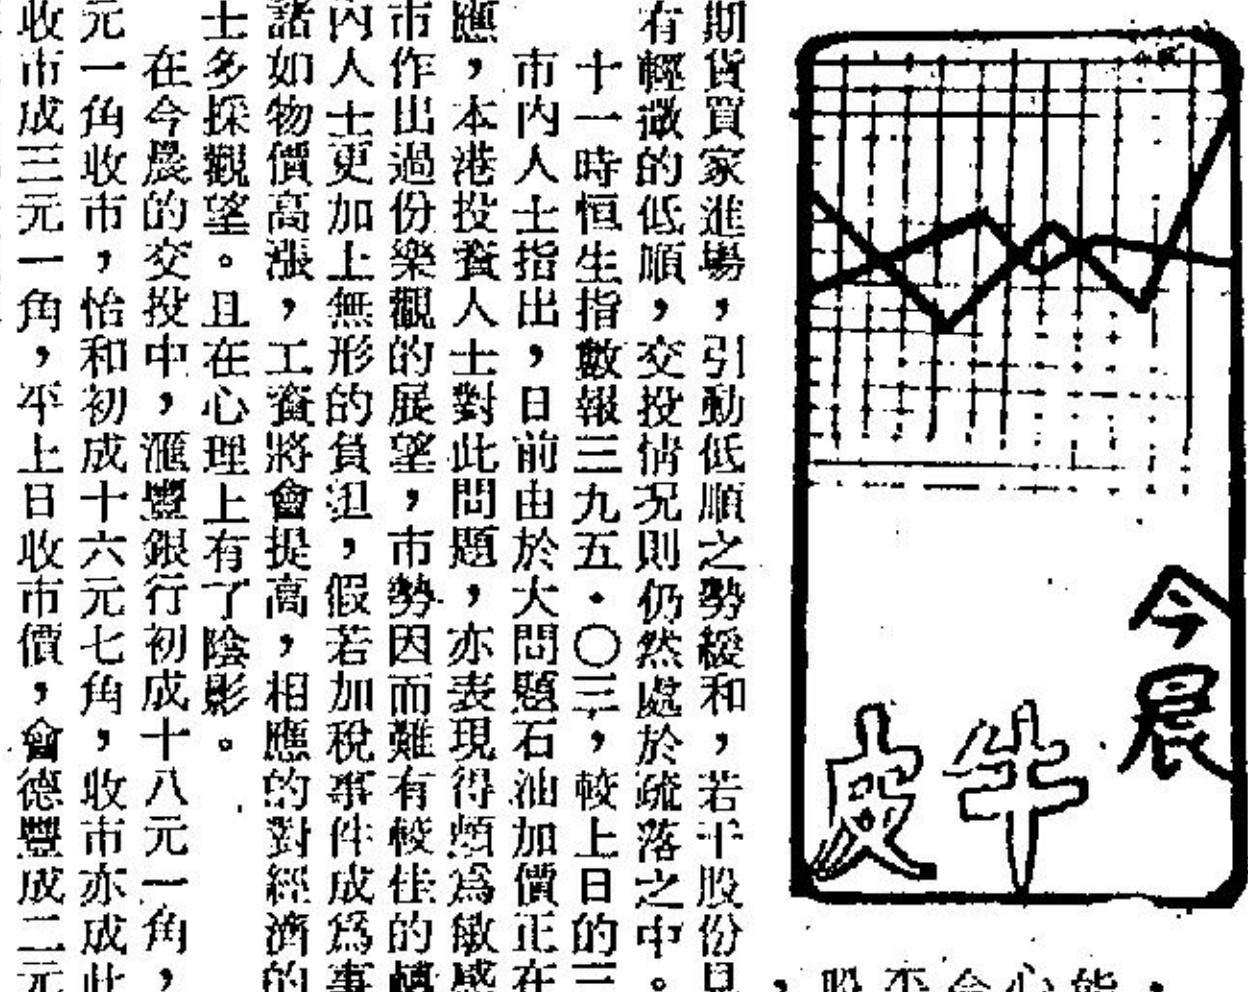 今晨
牛皮
期貨買家進場，引動低順之勢緩和，若干股份見
有輕微的低順，交投情況則仍然處於疏落之中。
十一時恒生指數報三九五・〇三，較上日的三
市內人士指出，日前由於大問題石油加價正在
應，本港投資人士對此問題，亦表現得頗為敏感
市作出過份樂觀的展望，市勢因而難有較佳的轉
內人士更加上無形的負担，假若加稅事件成爲事
諸如物價高漲，工資將會提高，相應的對經濟的
士多採觀望。且在心理上有了陰影。
在今晨的交投中，滙豐銀行初成十八元一角，
元一角收市，怡和初成十六元七角，收市亦成此
收市成三元一角，平上日收市價，會德豐成二元